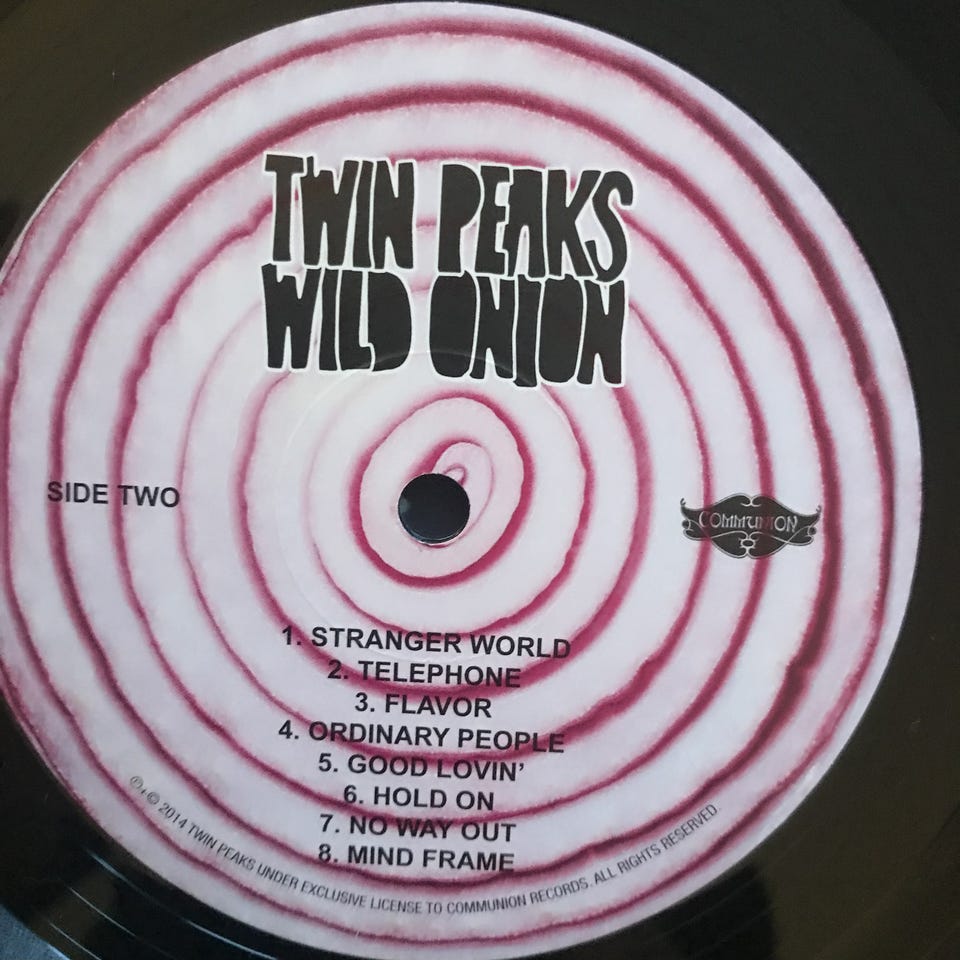 TWIN PEAKS
WILD ONION
SIDE TWO
COMMUNION
1. STRANGER WORLD
2. TELEPHONE
3. FLAVOR
4. ORDINARY PEOPLE
5. GOOD LOVIN'
6. HOLD ON
7. NO WAY OUT
8. MIND FRAME
℗+© 2014 TWIN PEAKS UNDER EXCLUSIVE LICENSE TO COMMUNION RECORDS. ALL RIGHTS RESERVED.